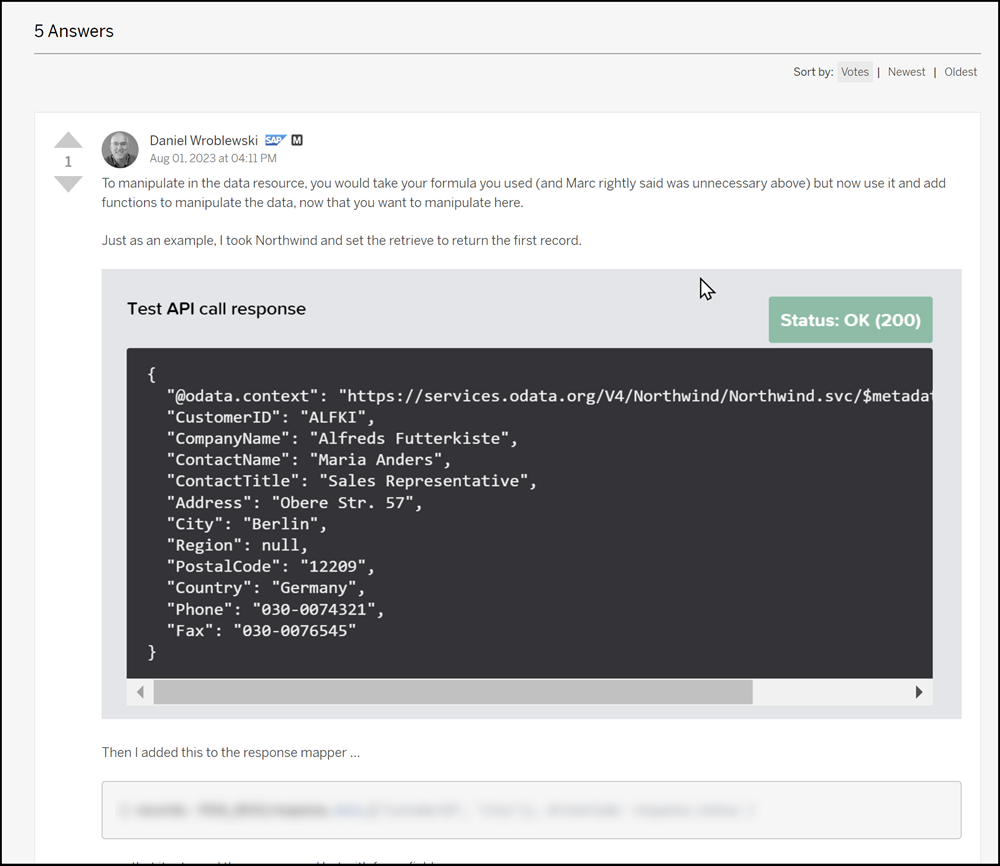 5 Answers
Sort by: Votes | Newest | Oldest
Daniel Wroblewski SAP M
1
Aug 01, 2023 at 04:11 PM
To manipulate in the data resource, you would take your formula you used (and Marc rightly said was unnecessary above) but now use it and add
functions to manipulate the data, now that you want to manipulate here.
Just as an example, I took Northwind and set the retrieve to return the first record.
Test API call response
Status: OK (200)
{
"@odata.context": "https://services.odata.org/V4/Northwind/Northwind.svc/$metadat
"CustomerID": "ALFKI",
"CompanyName": "Alfreds Futterkiste",
"ContactName": "Maria Anders",
"ContactTitle": "Sales Representative",
"Address": "Obere Str. 57",
"City": "Berlin",
"Region": null,
"PostalCode": "12209",
"Country": "Germany",
"Phone": "030-0074321",
"Fax": "030-0076545"
}
Then I added this to the response mapper ...